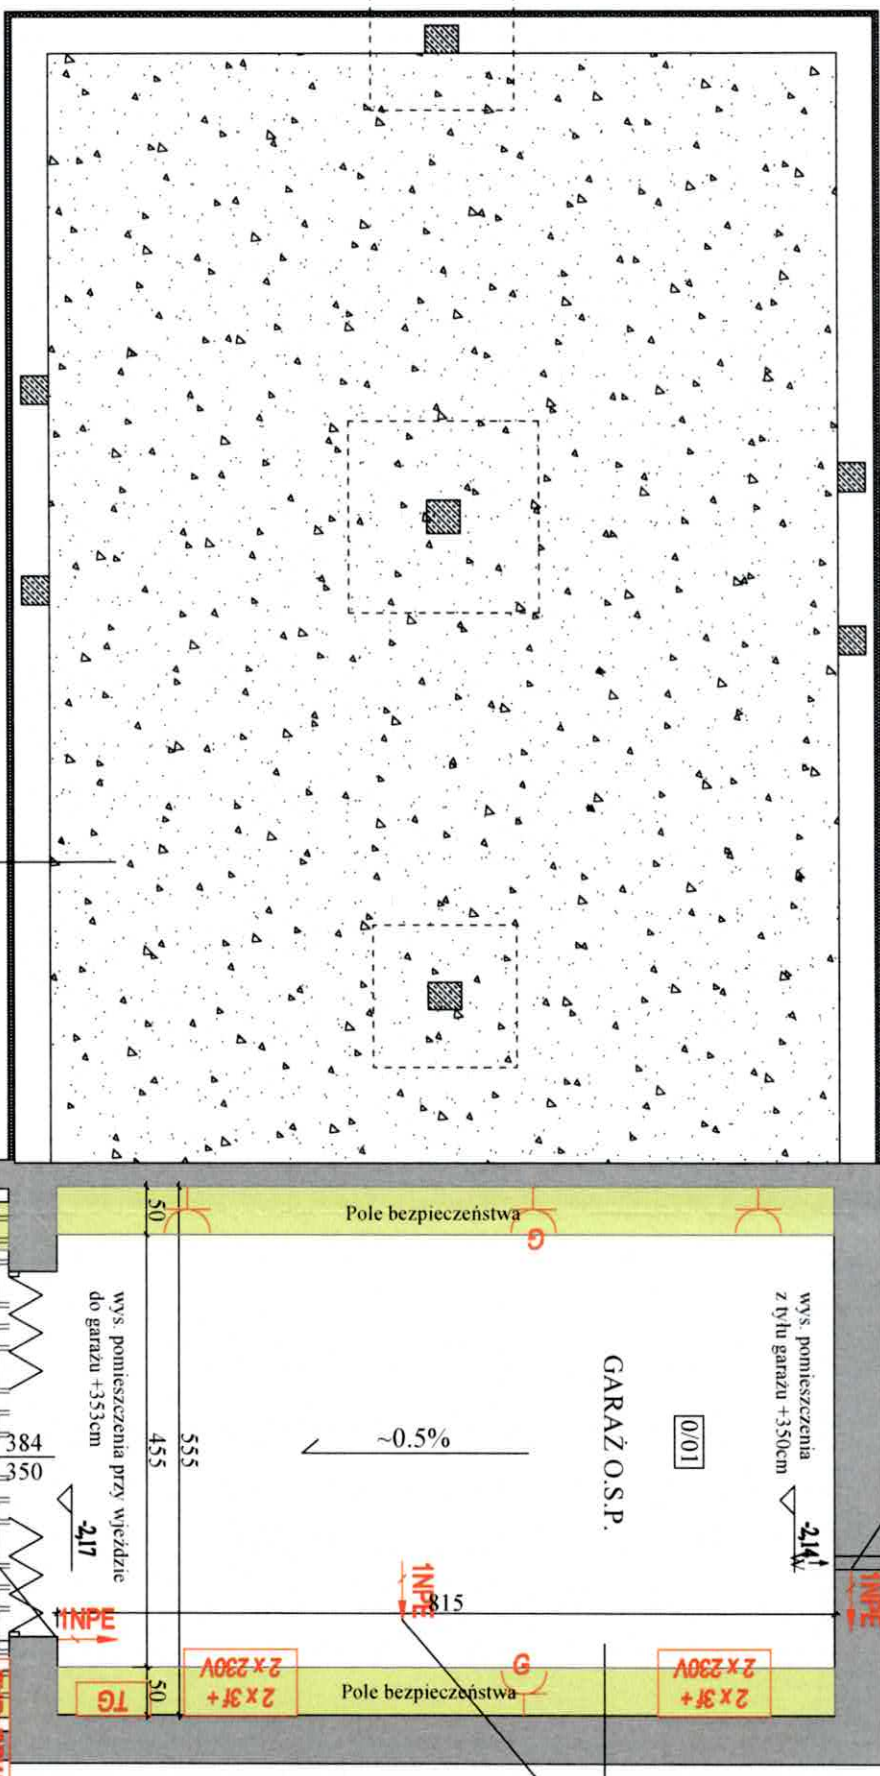 50
Pole bezpieczeństwa
G
wys. pomieszczenia przy wjeździe
do garażu +353cm
wys. pomieszczenia
z tyłu garażu +350cm
GARAŻ O.S.P.
0/01
~0.5%
555
455
384
350
-2,17
-2,14
W
1NPE
815
1NPE
1NPE
G
2 x 3f +
2 x 230V
2 x 3f +
2 x 230V
TG
50
Pole bezpieczeństwa